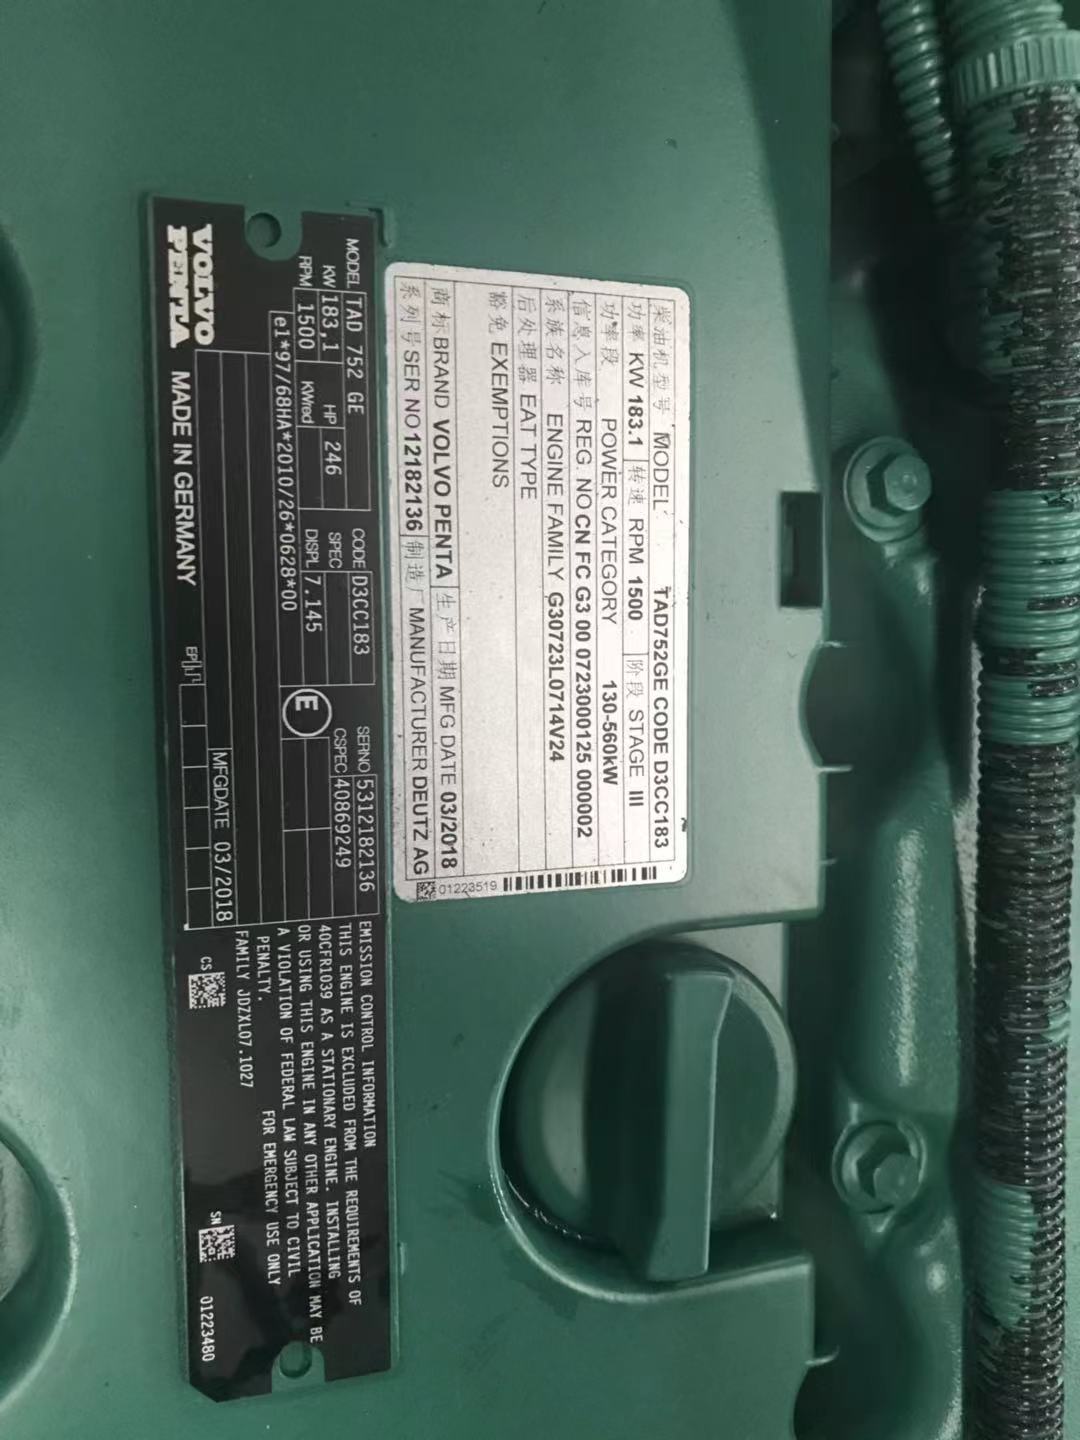 柴油机型号 MODEL TAD752GE CODE D3CC183
功率 KW 183.1 转速 RPM 1500 阶段 STAGE III
功率段 POWER CATEGORY 130-560kW
信息入库号 REG. NO CN FC G3 00 0723000125 000002
系族名称 ENGINE FAMILY G30723L0714V24
后处理器 EAT TYPE
豁免 EXEMPTIONS
商标 BRAND VOLVO PENTA 生产日期 MFG DATE 03/2018
系列号 SER NO 12182136 制造厂 MANUFACTURER DEUTZ AG
01223519
MODEL TAD 752 GE CODE D3CC183 SERNO 5312182136
KW 183,1 HP 246 SPEC CSPEC 40869249
RPM 1500 KWred DISPL 7.145 E
e1*97/68HA*2010/26*0628*00
MFGDATE 03/2018
EP
VOLVO
PENTA
MADE IN GERMANY
EMISSION CONTROL INFORMATION
THIS ENGINE IS EXCLUDED FROM THE REQUIREMENTS OF
40CFR1039 AS A STATIONARY ENGINE. INSTALLING
OR USING THIS ENGINE IN ANY OTHER APPLICATION MAY BE
A VIOLATION OF FEDERAL LAW SUBJECT TO CIVIL
PENALTY. FOR EMERGENCY USE ONLY
FAMILY JDZXL07.1027
CS
SN
01223480